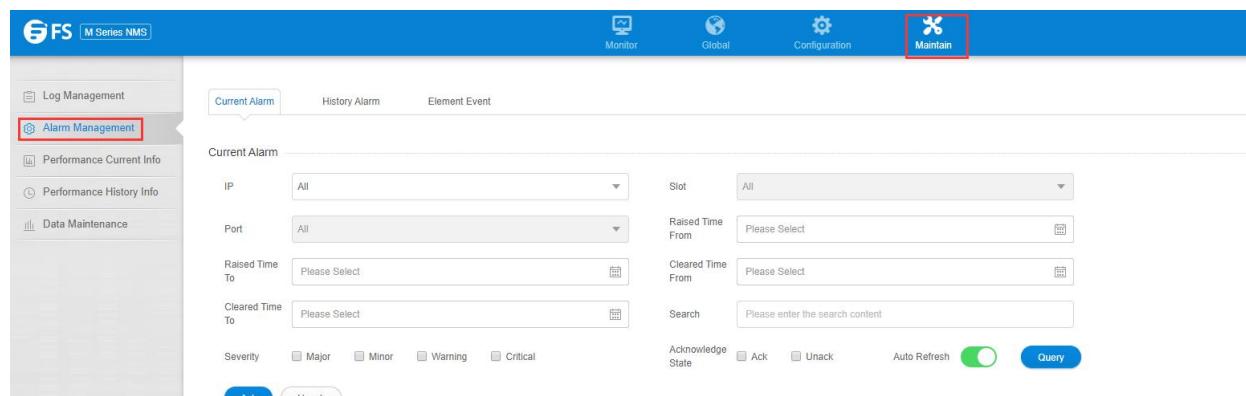 FS M Series NMS
Monitor Global Configuration Maintain
Log Management
Alarm Management
Performance Current Info
Performance History Info
Data Maintenance
Current Alarm History Alarm Element Event
Current Alarm
IP All Slot All
Port All Raised Time From Please Select
Raised Time To Please Select Cleared Time From Please Select
Cleared Time To Please Select Search Please enter the search content
Severity Major Minor Warning Critical Acknowledge State Ack Unack Auto Refresh Query